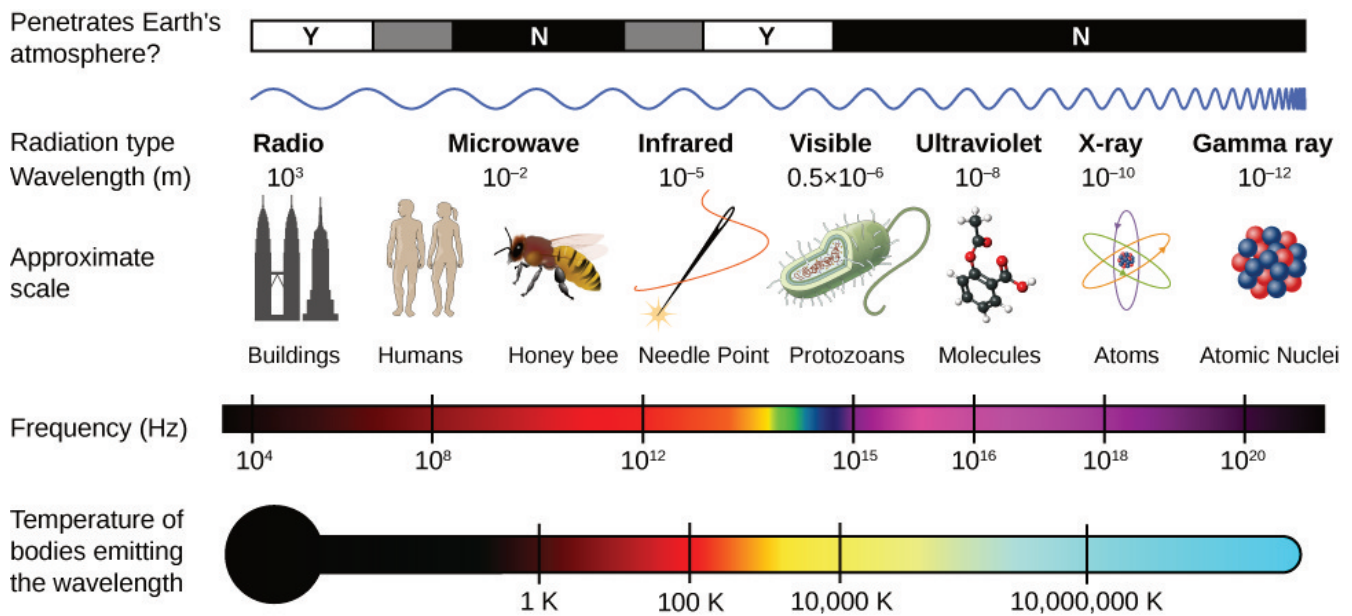 Penetrates Earth's
atmosphere?
Y N Y N
Radiation type
Radio Microwave Infrared Visible Ultraviolet X-ray Gamma ray
Wavelength (m)
10³ 10⁻² 10⁻⁵ 0.5×10⁻⁶ 10⁻⁸ 10⁻¹⁰ 10⁻¹²
Approximate
scale
Buildings Humans Honey bee Needle Point Protozoans Molecules Atoms Atomic Nuclei
Frequency (Hz)
10⁴ 10⁸ 10¹² 10¹⁵ 10¹⁶ 10¹⁸ 10²⁰
Temperature of
bodies emitting
the wavelength
1 K 100 K 10,000 K 10,000,000 K